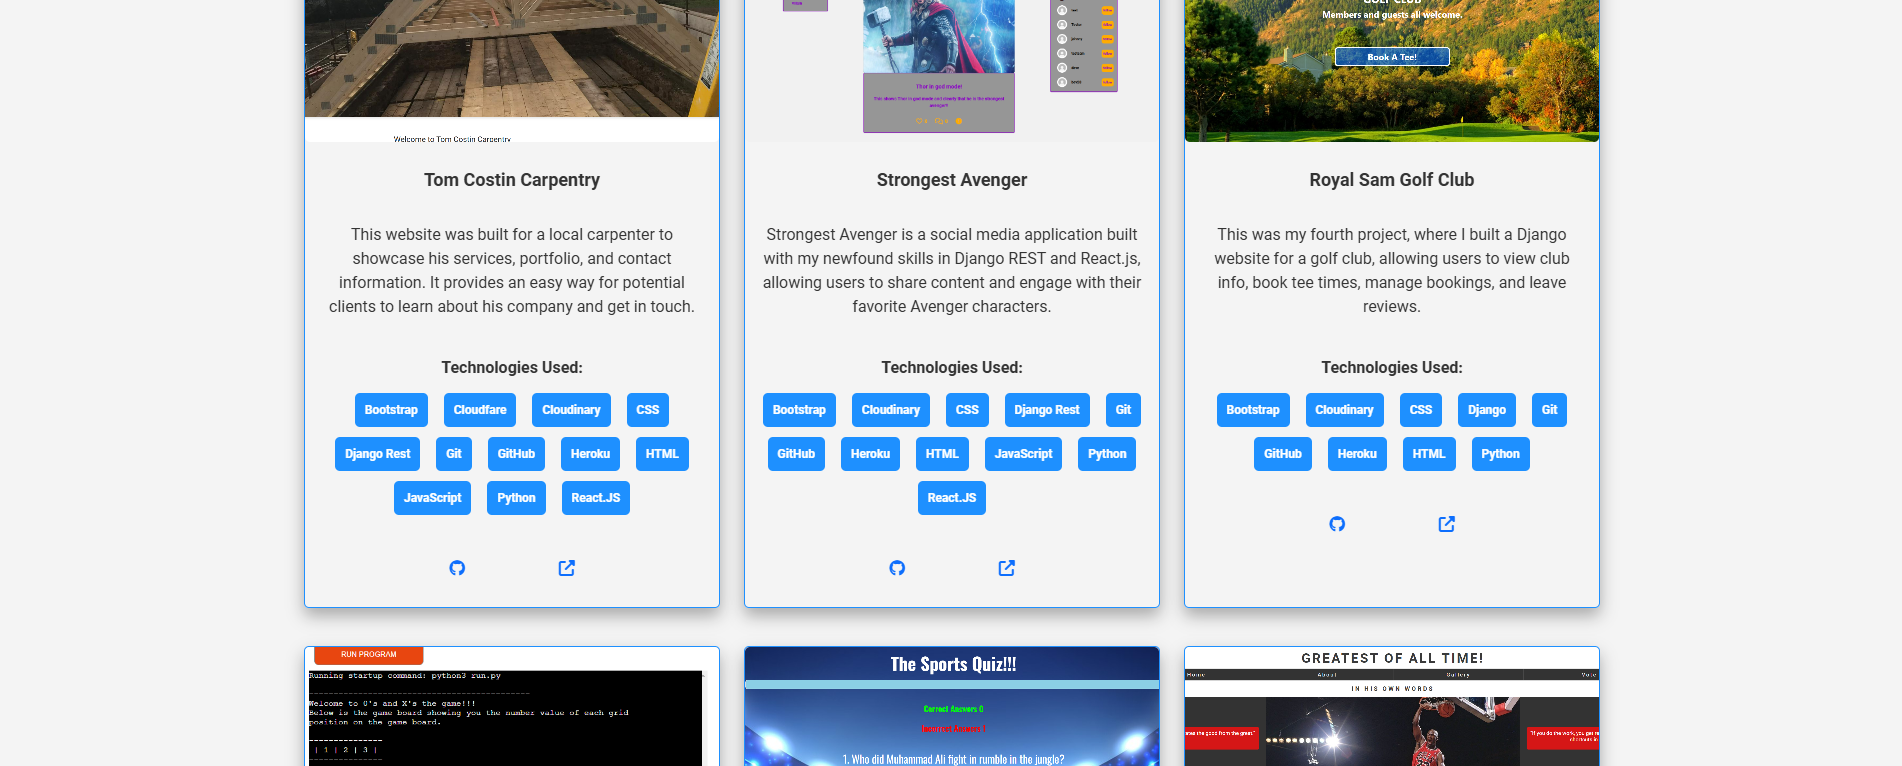 GOLF CLUB
Members and guests all welcome.
Book A Tee!
Thor in god mode!
Welcome to Tom Costin Carpentry
Tom Costin Carpentry
This website was built for a local carpenter to
showcase his services, portfolio, and contact
information. It provides an easy way for potential
clients to learn about his company and get in touch.
Technologies Used:
Bootstrap Cloudfare Cloudinary CSS
Django Rest Git GitHub Heroku HTML
JavaScript Python React.JS
Strongest Avenger
Strongest Avenger is a social media application built
with my newfound skills in Django REST and React.js,
allowing users to share content and engage with their
favorite Avenger characters.
Technologies Used:
Bootstrap Cloudinary CSS Django Rest Git
GitHub Heroku HTML JavaScript Python
React.JS
Royal Sam Golf Club
This was my fourth project, where I built a Django
website for a golf club, allowing users to view club
info, book tee times, manage bookings, and leave
reviews.
Technologies Used:
Bootstrap Cloudinary CSS Django Git
GitHub Heroku HTML Python
RUN PROGRAM
Running startup command: python3 run.py
Welcome to O's and X's the game!!!
Below is the game board showing you the number value of each grid
position on the game board.
---------------
| 1 | 2 | 3 |
---------------
The Sports Quiz!!!
Correct Answers 0
Incorrect Answers 1
1. Who did Muhammad Ali fight in rumble in the jungle?
GREATEST OF ALL TIME!
Home About Gallery Vote
IN HIS OWN WORDS